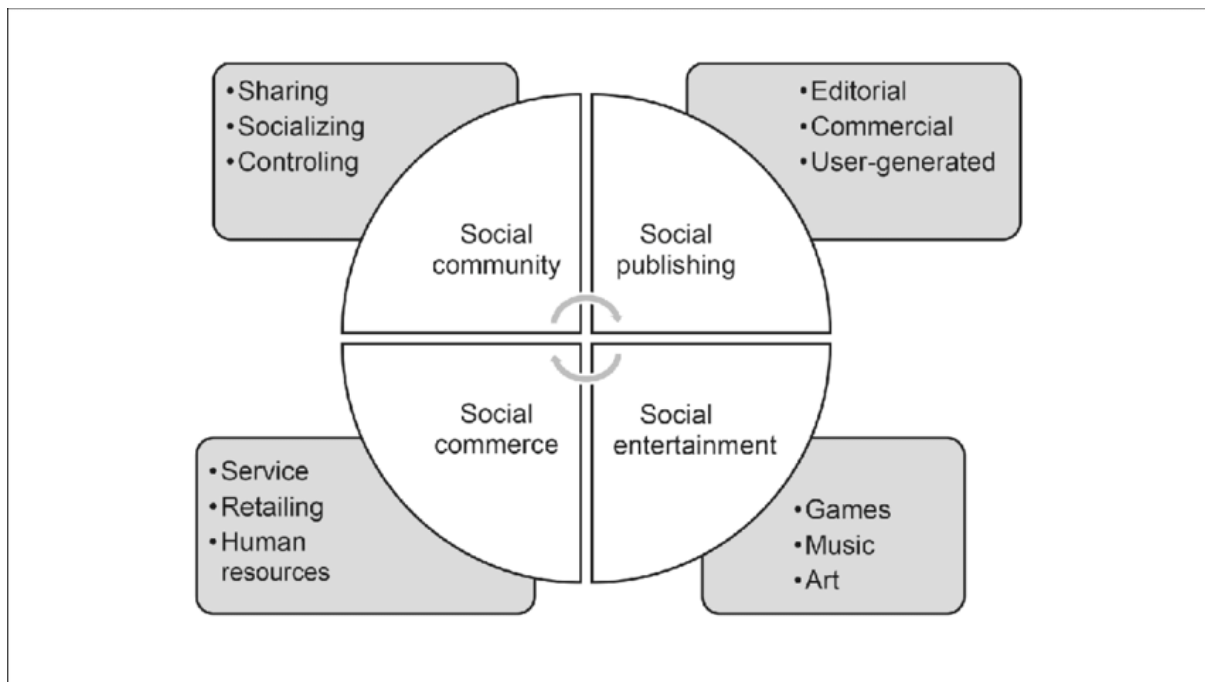 •Sharing
•Socializing
•Controling
•Editorial
•Commercial
•User-generated
Social
community
Social
publishing
Social
commerce
Social
entertainment
•Service
•Retailing
•Human
resources
•Games
•Music
•Art